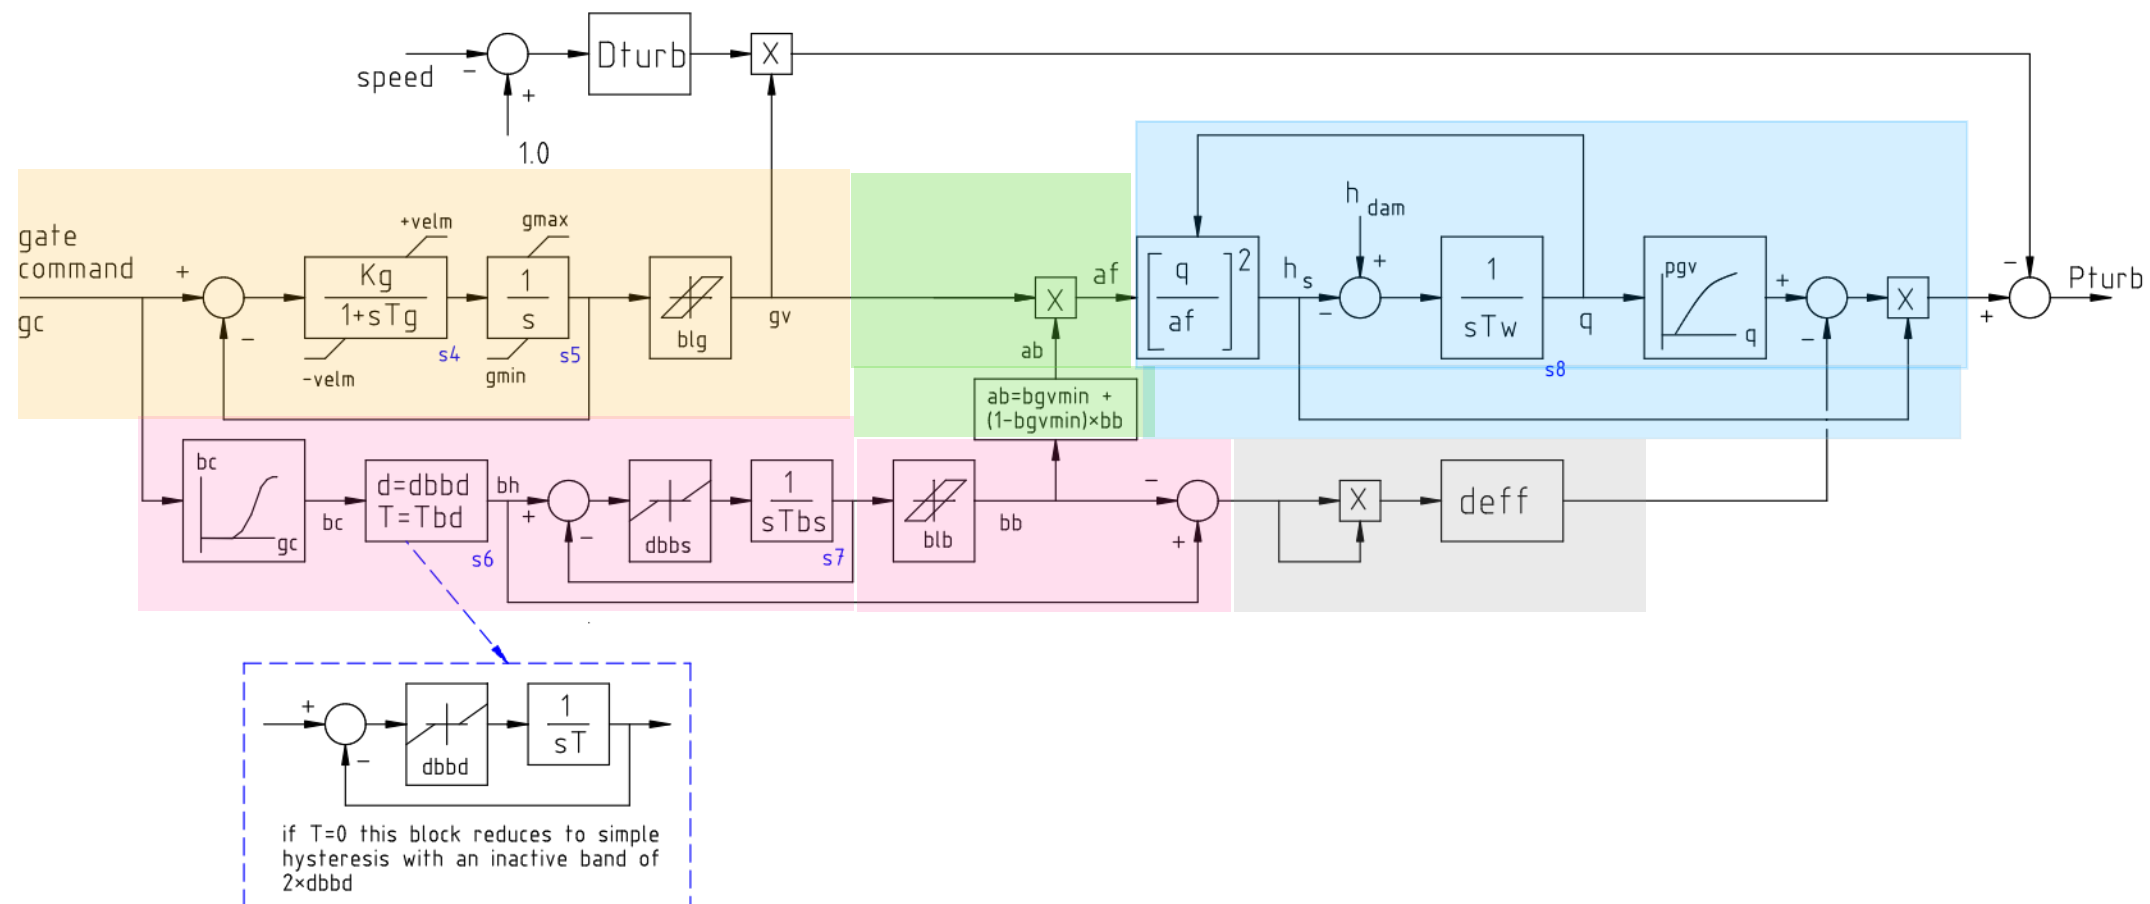 speed
−
+
1.0
Dturb
X
gate
command
gc
+
−
Kg
1+sTg
+velm
-velm
s4
gmax
1
s
gmin
s5
blg
gv
X
af
ab
ab=bgvmin +
(1-bgvmin)×bb
q
af
2
h
s
h
dam
+
−
1
sTw
s8
q
pgv
q
+
−
X
−
+
Pturb
bc
gc
bc
d=dbbd
T=Tbd
s6
bh
+
−
dbbs
1
sTbs
s7
blb
bb
−
+
X
deff
+
−
dbbd
1
sT
if T=0 this block reduces to simple
hysteresis with an inactive band of
2×dbbd